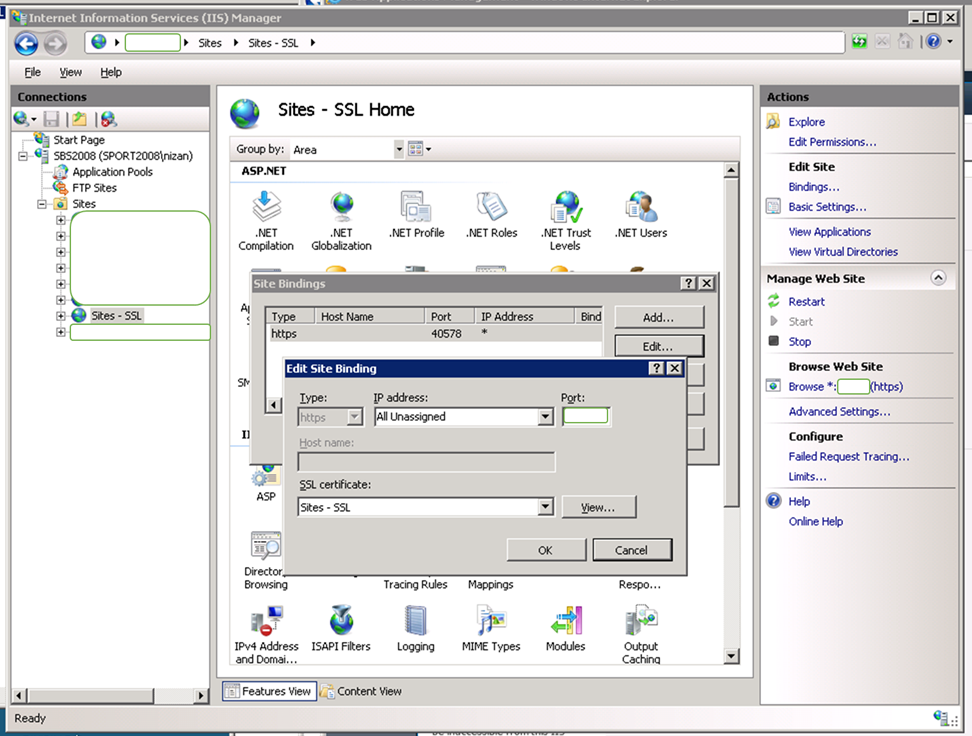 Internet Information Services (IIS) Manager
Sites
Sites - SSL
File View Help
Connections
Start Page
SBS2008 (SPORT2008\nizan)
Application Pools
FTP Sites
Sites
Sites - SSL
Sites - SSL Home
Group by: Area
ASP.NET
.NET Compilation
.NET Globalization
.NET Profile
.NET Roles
.NET Trust Levels
.NET Users
Site Bindings
Type Host Name Port IP Address Bind
https 40578 *
Add...
Edit...
Edit Site Binding
Type: IP address: Port:
https All Unassigned
Host name:
SSL certificate:
Sites - SSL View...
OK Cancel
SM
ASP
Directory
Browsing
Tracing Rules
Mappings
Respo...
IPv4 Address
and Domai...
ISAPI Filters
Logging
MIME Types
Modules
Output
Caching
Features View Content View
Ready
Actions
Explore
Edit Permissions...
Edit Site
Bindings...
Basic Settings...
View Applications
View Virtual Directories
Manage Web Site
Restart
Start
Stop
Browse Web Site
Browse *: (https)
Advanced Settings...
Configure
Failed Request Tracing...
Limits...
Help
Online Help